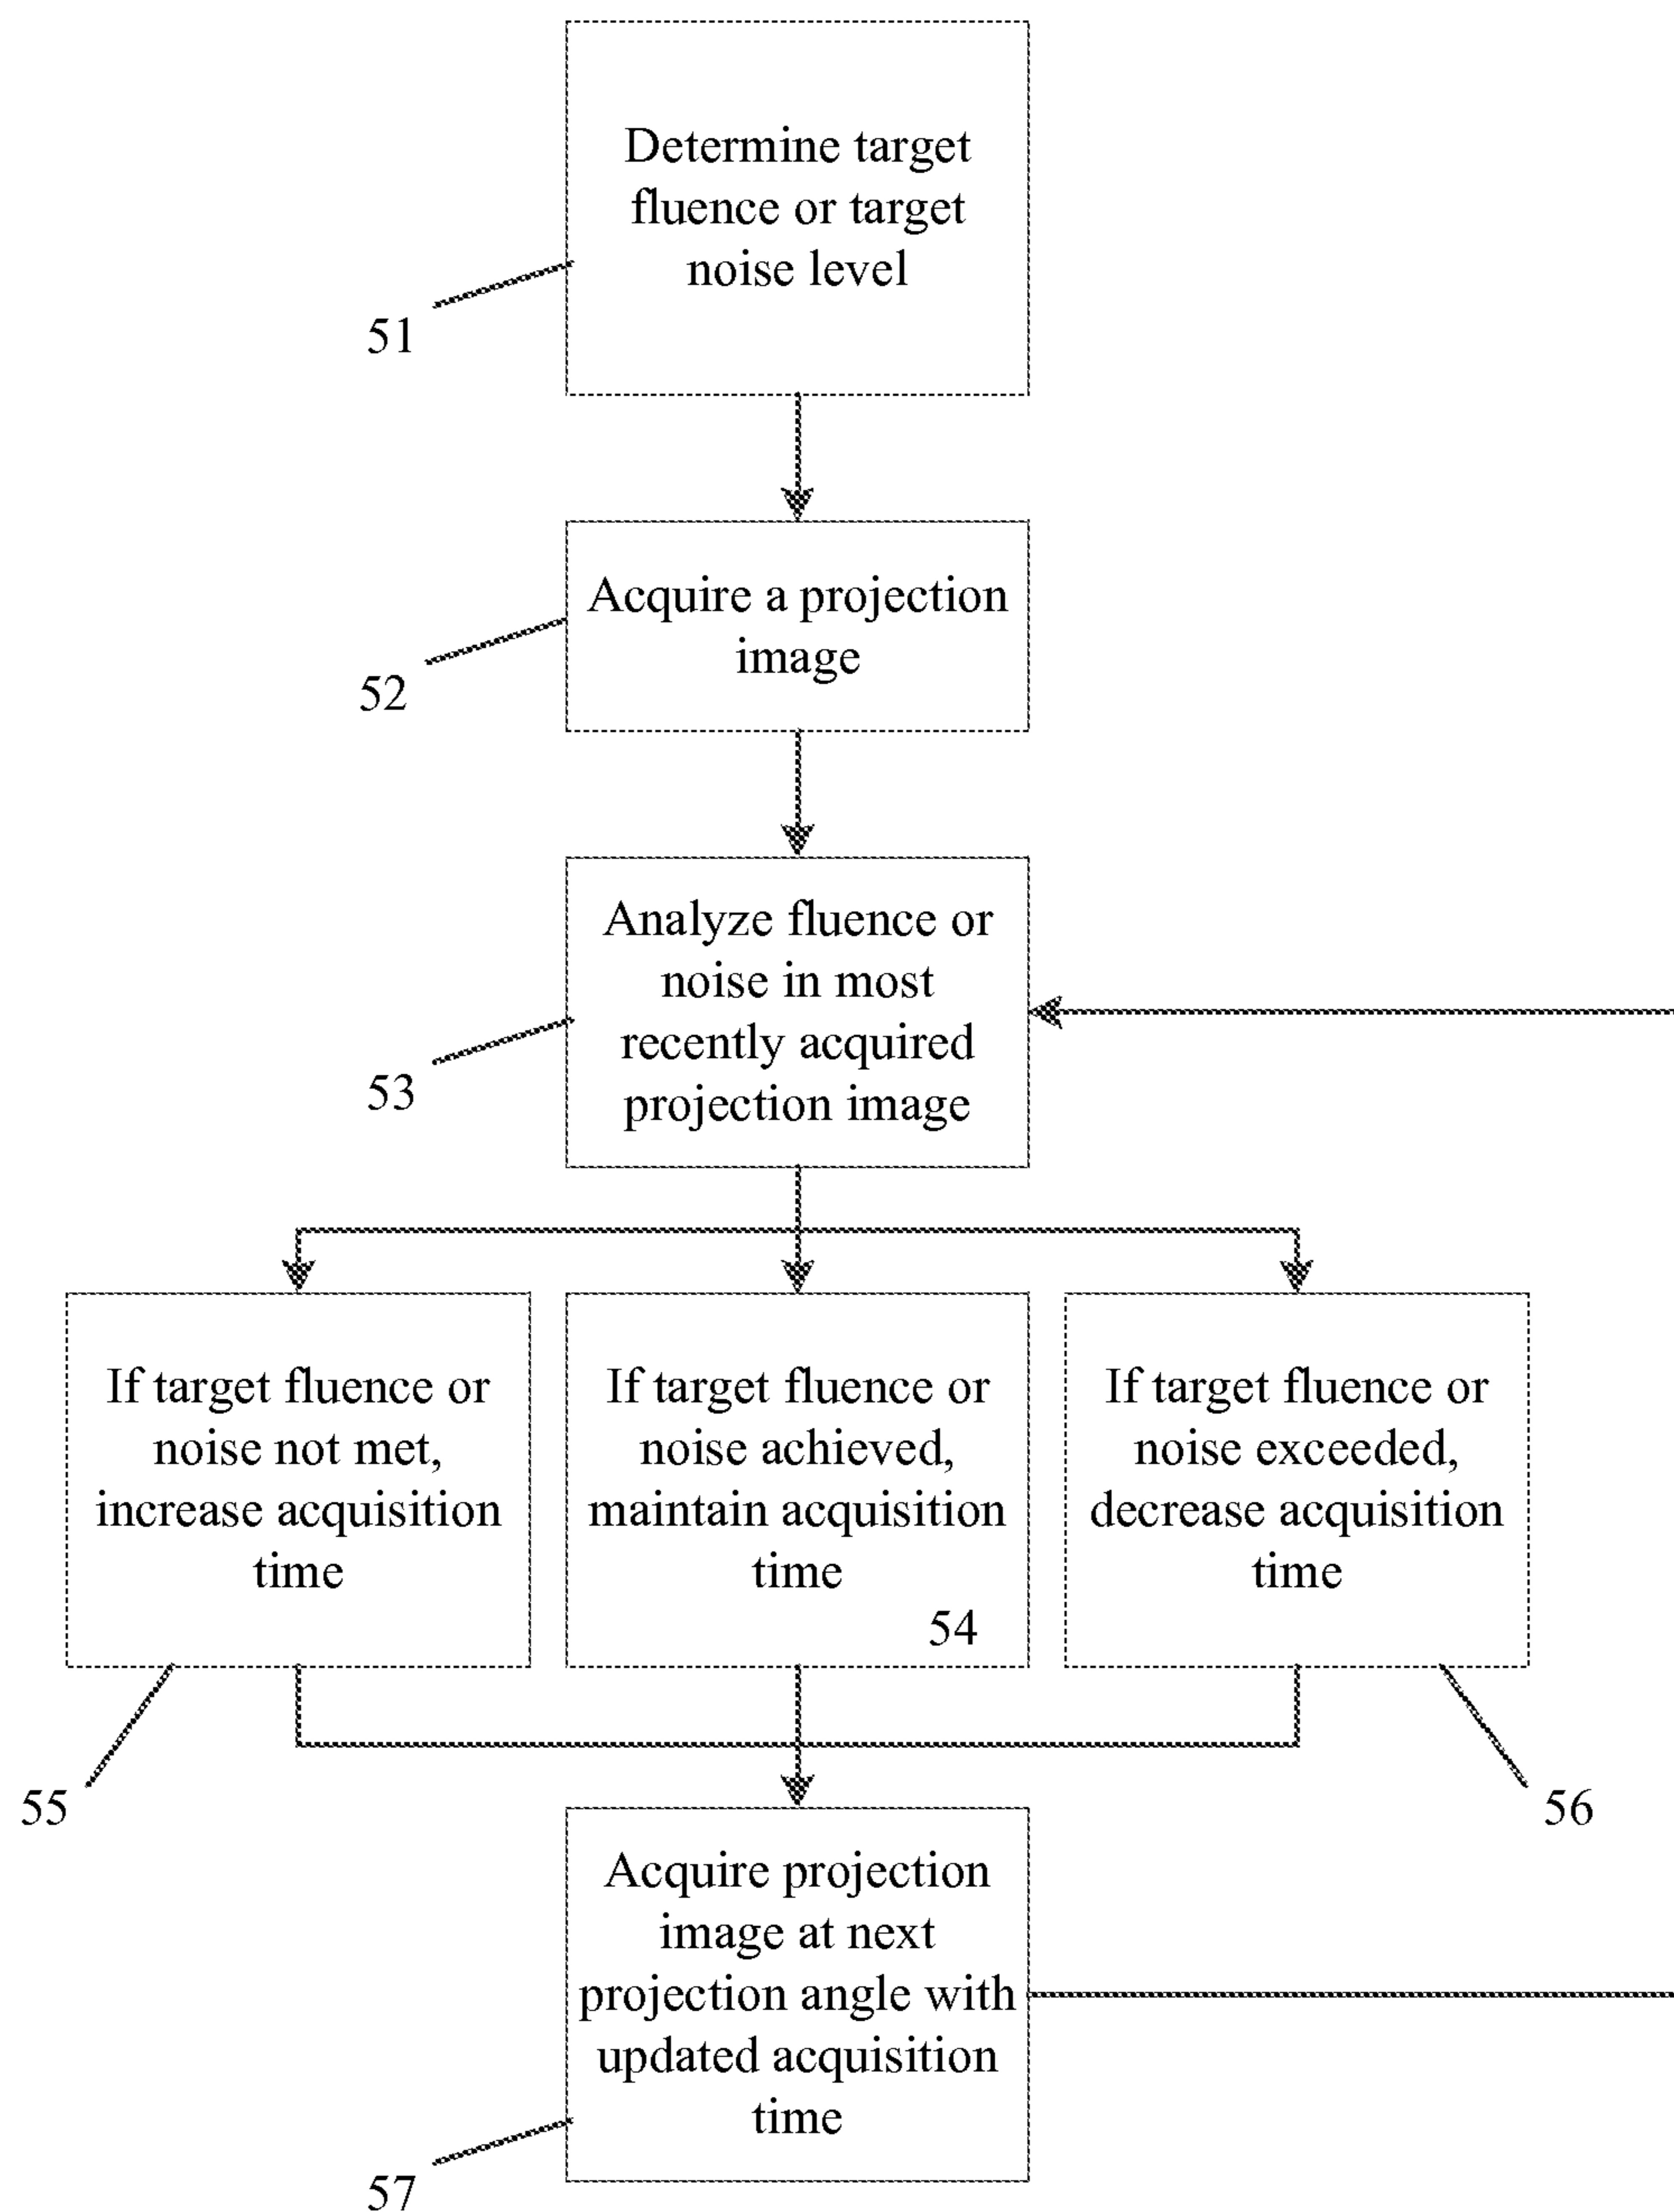 Determine target
fluence or target
noise level
51
Acquire a projection
image
52
Analyze fluence or
noise in most
recently acquired
projection image
53
If target fluence or
noise not met,
increase acquisition
time
55
If target fluence or
noise achieved,
maintain acquisition
time
54
If target fluence or
noise exceeded,
decrease acquisition
time
56
Acquire projection
image at next
projection angle with
updated acquisition
time
57